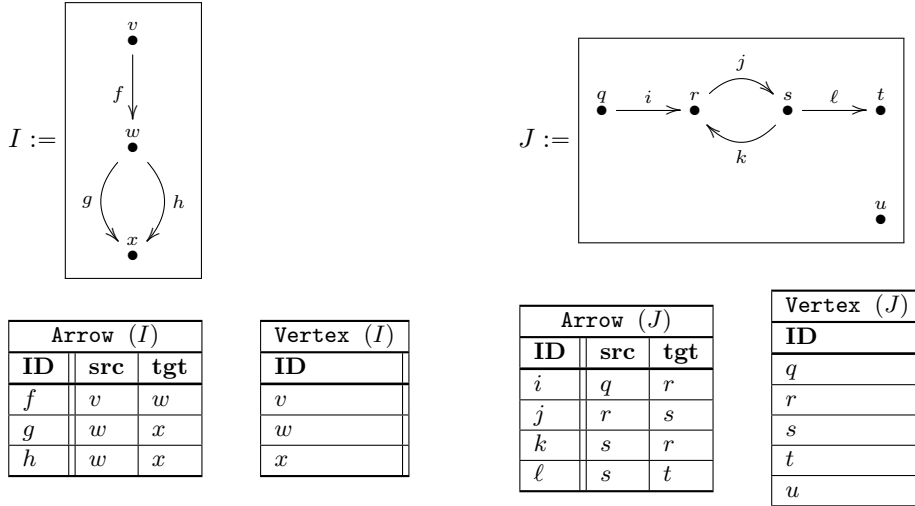 I :=
v
f
w
g h
x
J :=
q i r j s ℓ t
k
u
Arrow (I)
ID src tgt
f v w
g w x
h w x
Vertex (I)
ID
v
w
x
Arrow (J)
ID src tgt
i q r
j r s
k s r
ℓ s t
Vertex (J)
ID
q
r
s
t
u